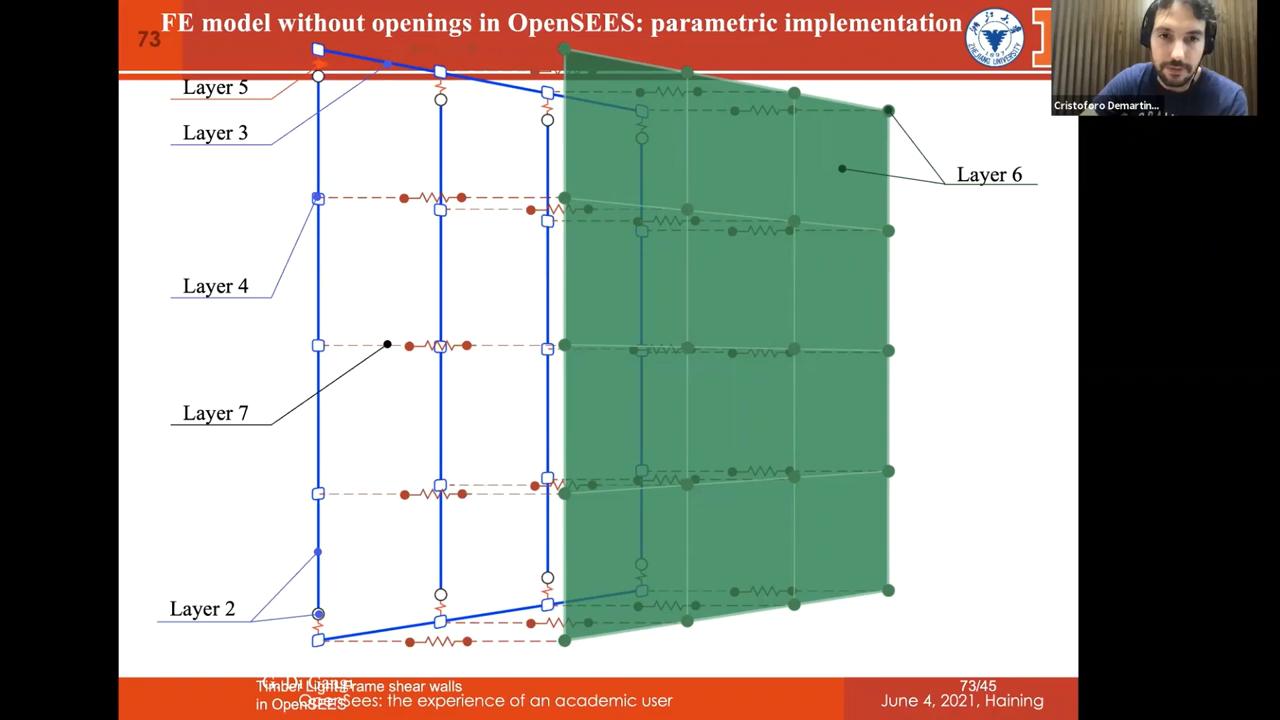 FE model without openings in OpenSEES: parametric implementation
73
Cristoforo Demartin...
Layer 5
Layer 3
Layer 6
Layer 4
Layer 7
Layer 2
Timber Light Frame shear walls
in OpenSEES
OpenSees: the experience of an academic user
73/45
June 4, 2021, Haining